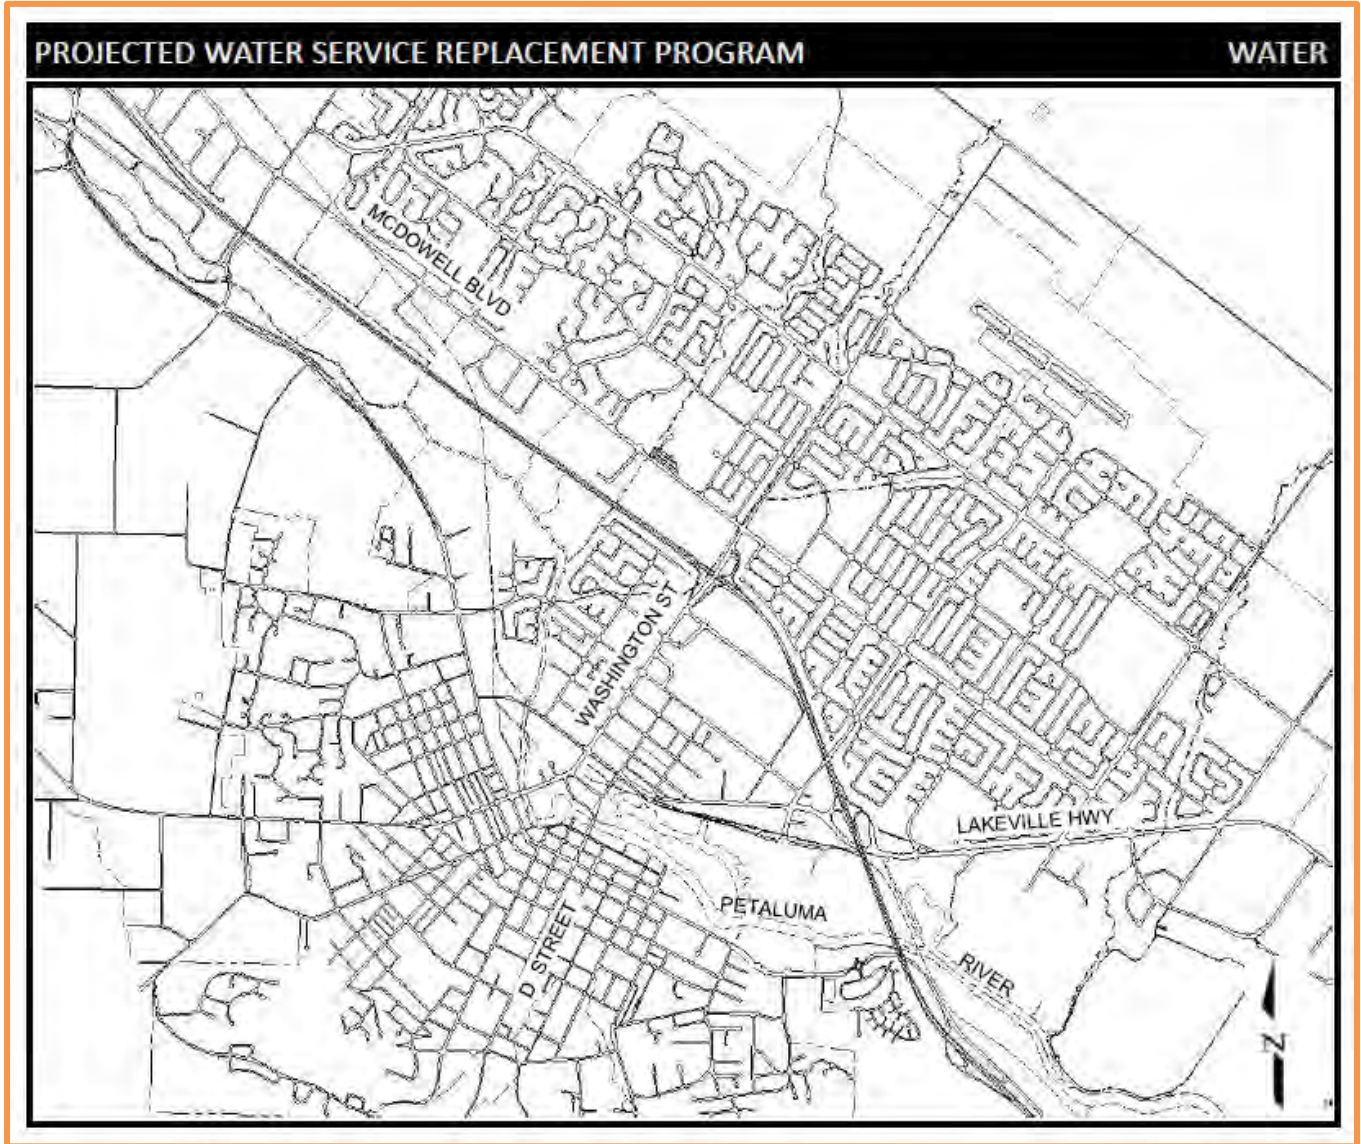 PROJECTED WATER SERVICE REPLACEMENT PROGRAM WATER
MCDOWELL BLVD
WASHINGTON ST
LAKEVILLE HWY
PETALUMA
D STREET
RIVER
N